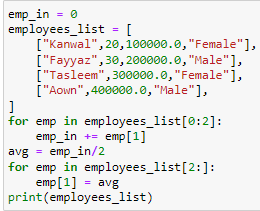 emp_in = 0
employees_list = [
    ["Kanwal",20,100000.0,"Female"],
    ["Fayyaz",30,200000.0,"Male"],
    ["Tasleem",300000.0,"Female"],
    ["Aown",400000.0,"Male"],
]
for emp in employees_list[0:2]:
    emp_in += emp[1]
avg = emp_in/2
for emp in employees_list[2:]:
    emp[1] = avg
print(employees_list)